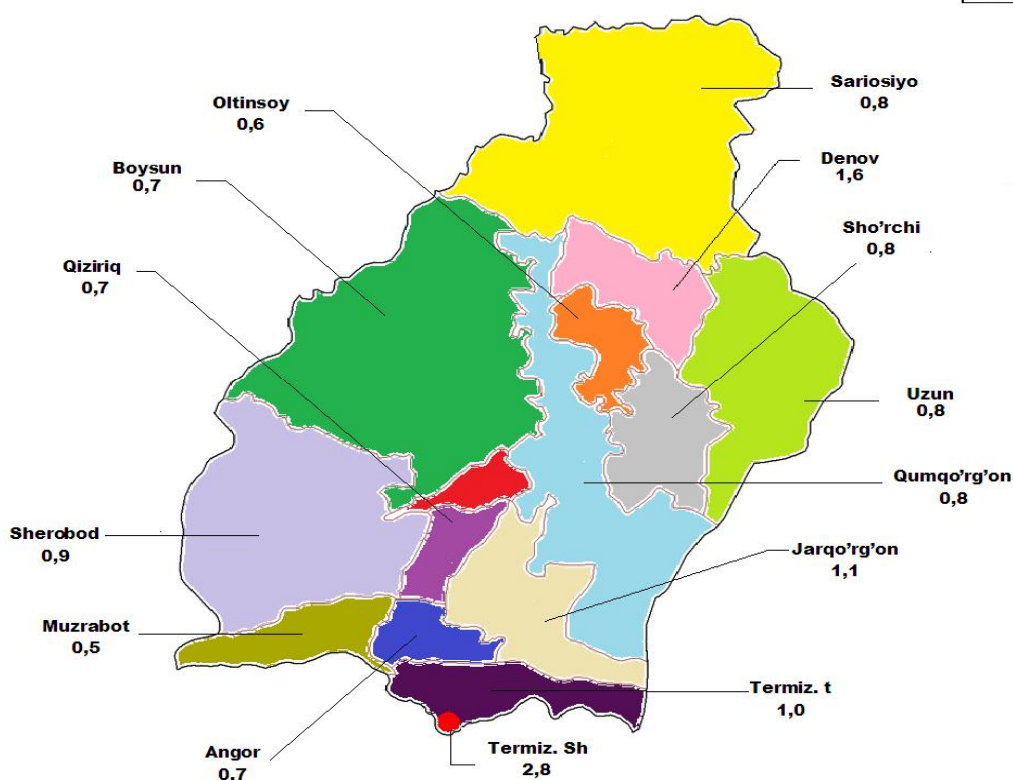 Sariosiyo
0,8
Oltinsoy
0,6
Denov
1,6
Boysun
0,7
Sho’rchi
0,8
Qiziriq
0,7
Uzun
0,8
Qumqo’rg’on
0,8
Sherobod
0,9
Jarqo’rg’on
1,1
Muzrabot
0,5
Termiz. t
1,0
Angor
0,7
Termiz. Sh
2,8